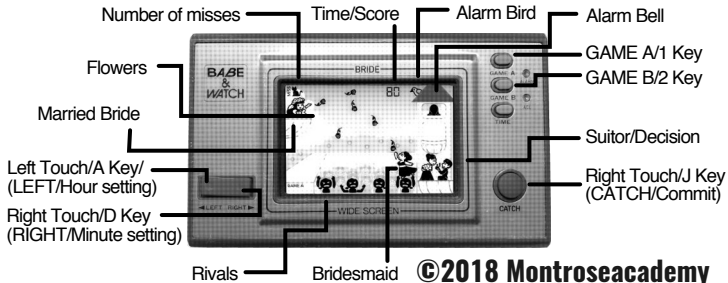 Number of misses
Time/Score
Alarm Bird
Alarm Bell
Flowers
GAME A/1 Key
GAME B/2 Key
Married Bride
Suitor/Decision
Left Touch/A Key/
(LEFT/Hour setting)
Right Touch/D Key
(RIGHT/Minute setting)
Right Touch/J Key
(CATCH/Commit)
Rivals
Bridesmaid
BABE
&
WATCH
BRIDE
80
GAME A
GAME B
TIME
◄LEFT RIGHT►
WIDE SCREEN
CATCH
©2018 Montroseacademy